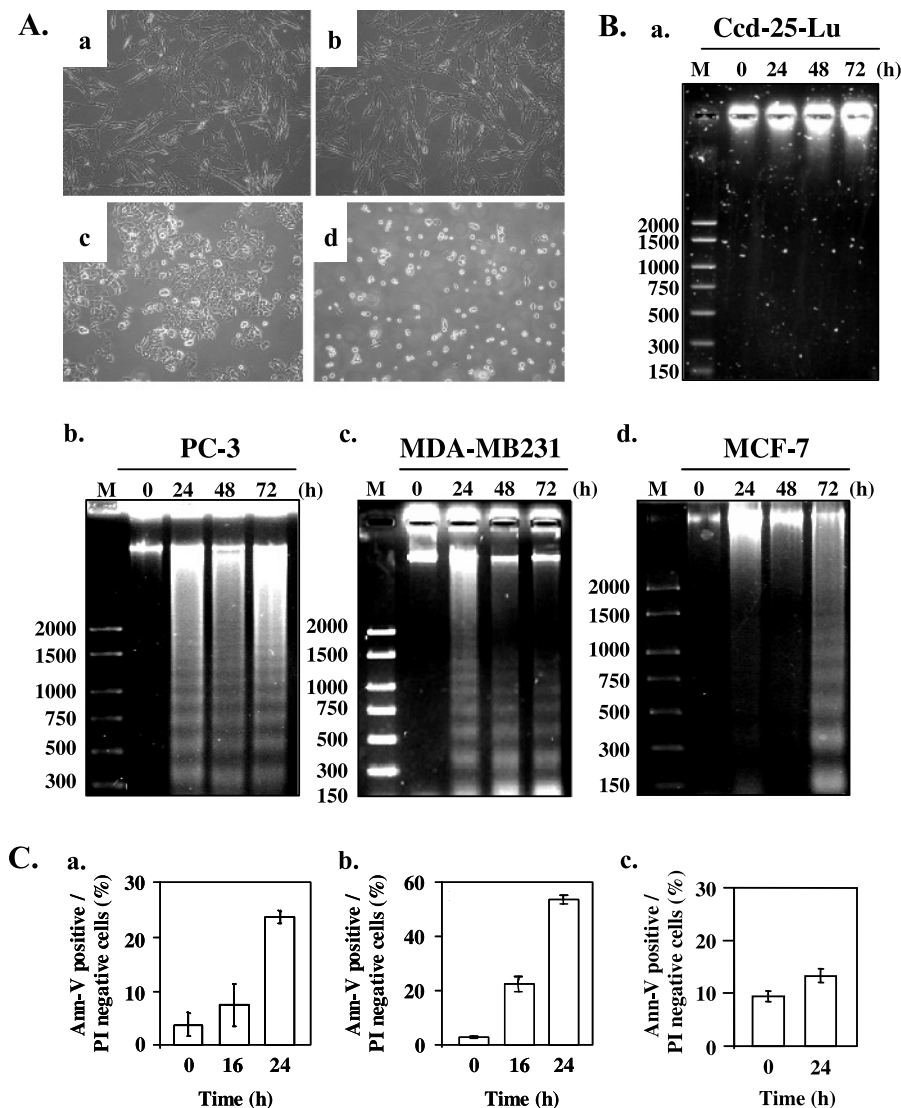 A.
a
b
c
d
B. a. Ccd-25-Lu
M 0 24 48 72 (h)
2000
1500
1000
750
500
300
150
b. PC-3
M 0 24 48 72 (h)
2000
1500
1000
750
500
300
c. MDA-MB231
M 0 24 48 72 (h)
2000
1500
1000
750
500
300
150
d. MCF-7
M 0 24 48 72 (h)
2000
1500
1000
750
500
300
150
C. a.
Ann-V positive /
PI negative cells (%)
30
20
10
0
0 16 24
Time (h)
b.
Ann-V positive /
PI negative cells (%)
60
40
20
0
0 16 24
Time (h)
c.
Ann-V positive /
PI negative cells (%)
30
20
10
0
0 24
Time (h)